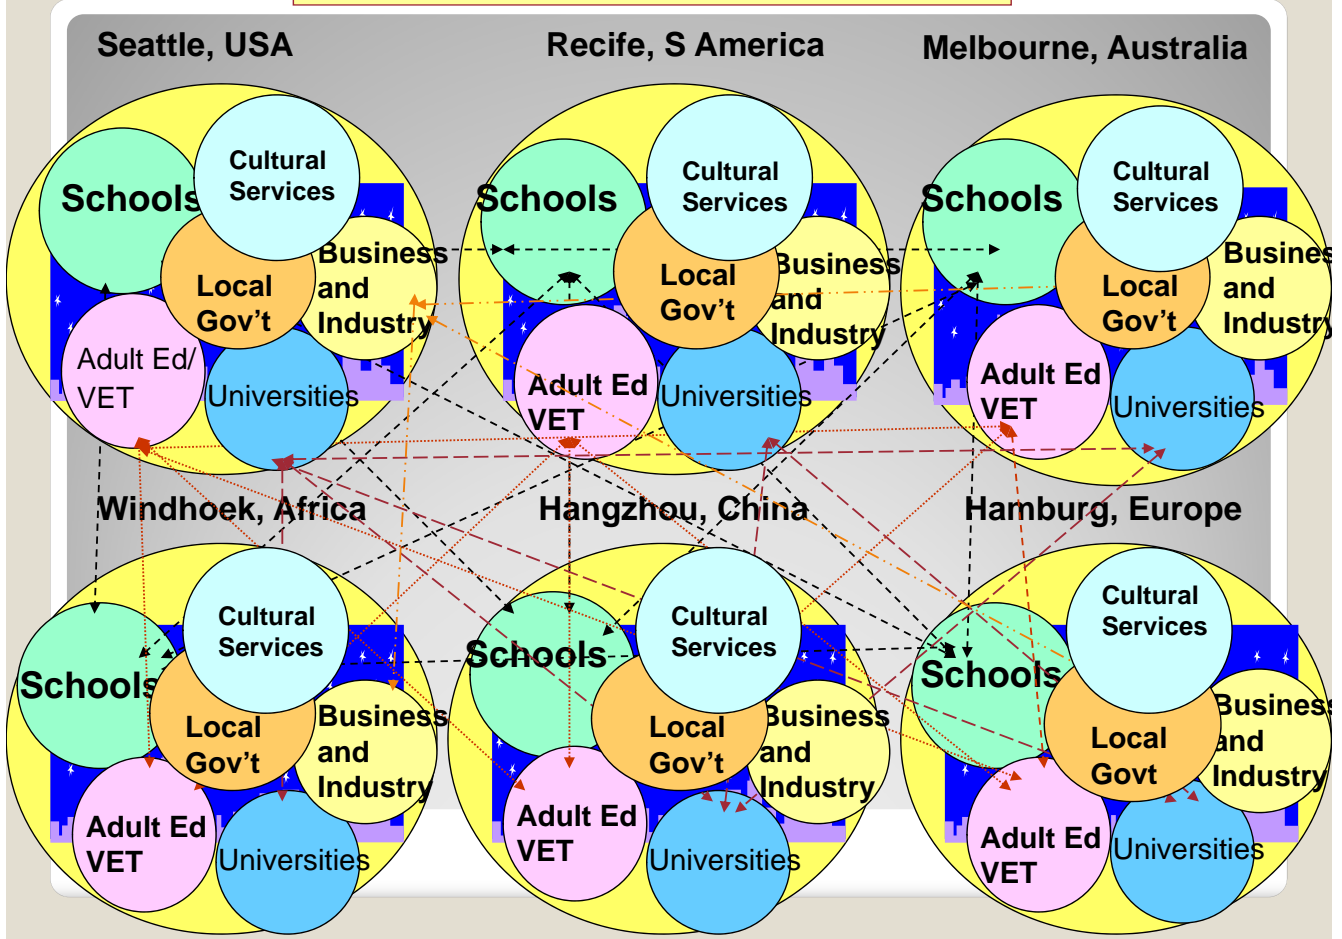 Seattle, USA
Recife, S America
Melbourne, Australia
Cultural
Services
Schools
Business
and
Industry
Local
Gov't
Adult Ed/
VET
Universities
Cultural
Services
Schools
Business
and
Industry
Local
Gov't
Adult Ed
VET
Universities
Cultural
Services
Schools
Business
and
Industry
Local
Gov't
Adult Ed
VET
Universities
Windhoek, Africa
Hangzhou, China
Hamburg, Europe
Cultural
Services
Schools
Business
and
Industry
Local
Gov't
Adult Ed
VET
Universities
Cultural
Services
Schools
Business
and
Industry
Local
Gov't
Adult Ed
VET
Universities
Cultural
Services
Schools
Business
and
Industry
Local
Govt
Adult Ed
VET
Universities